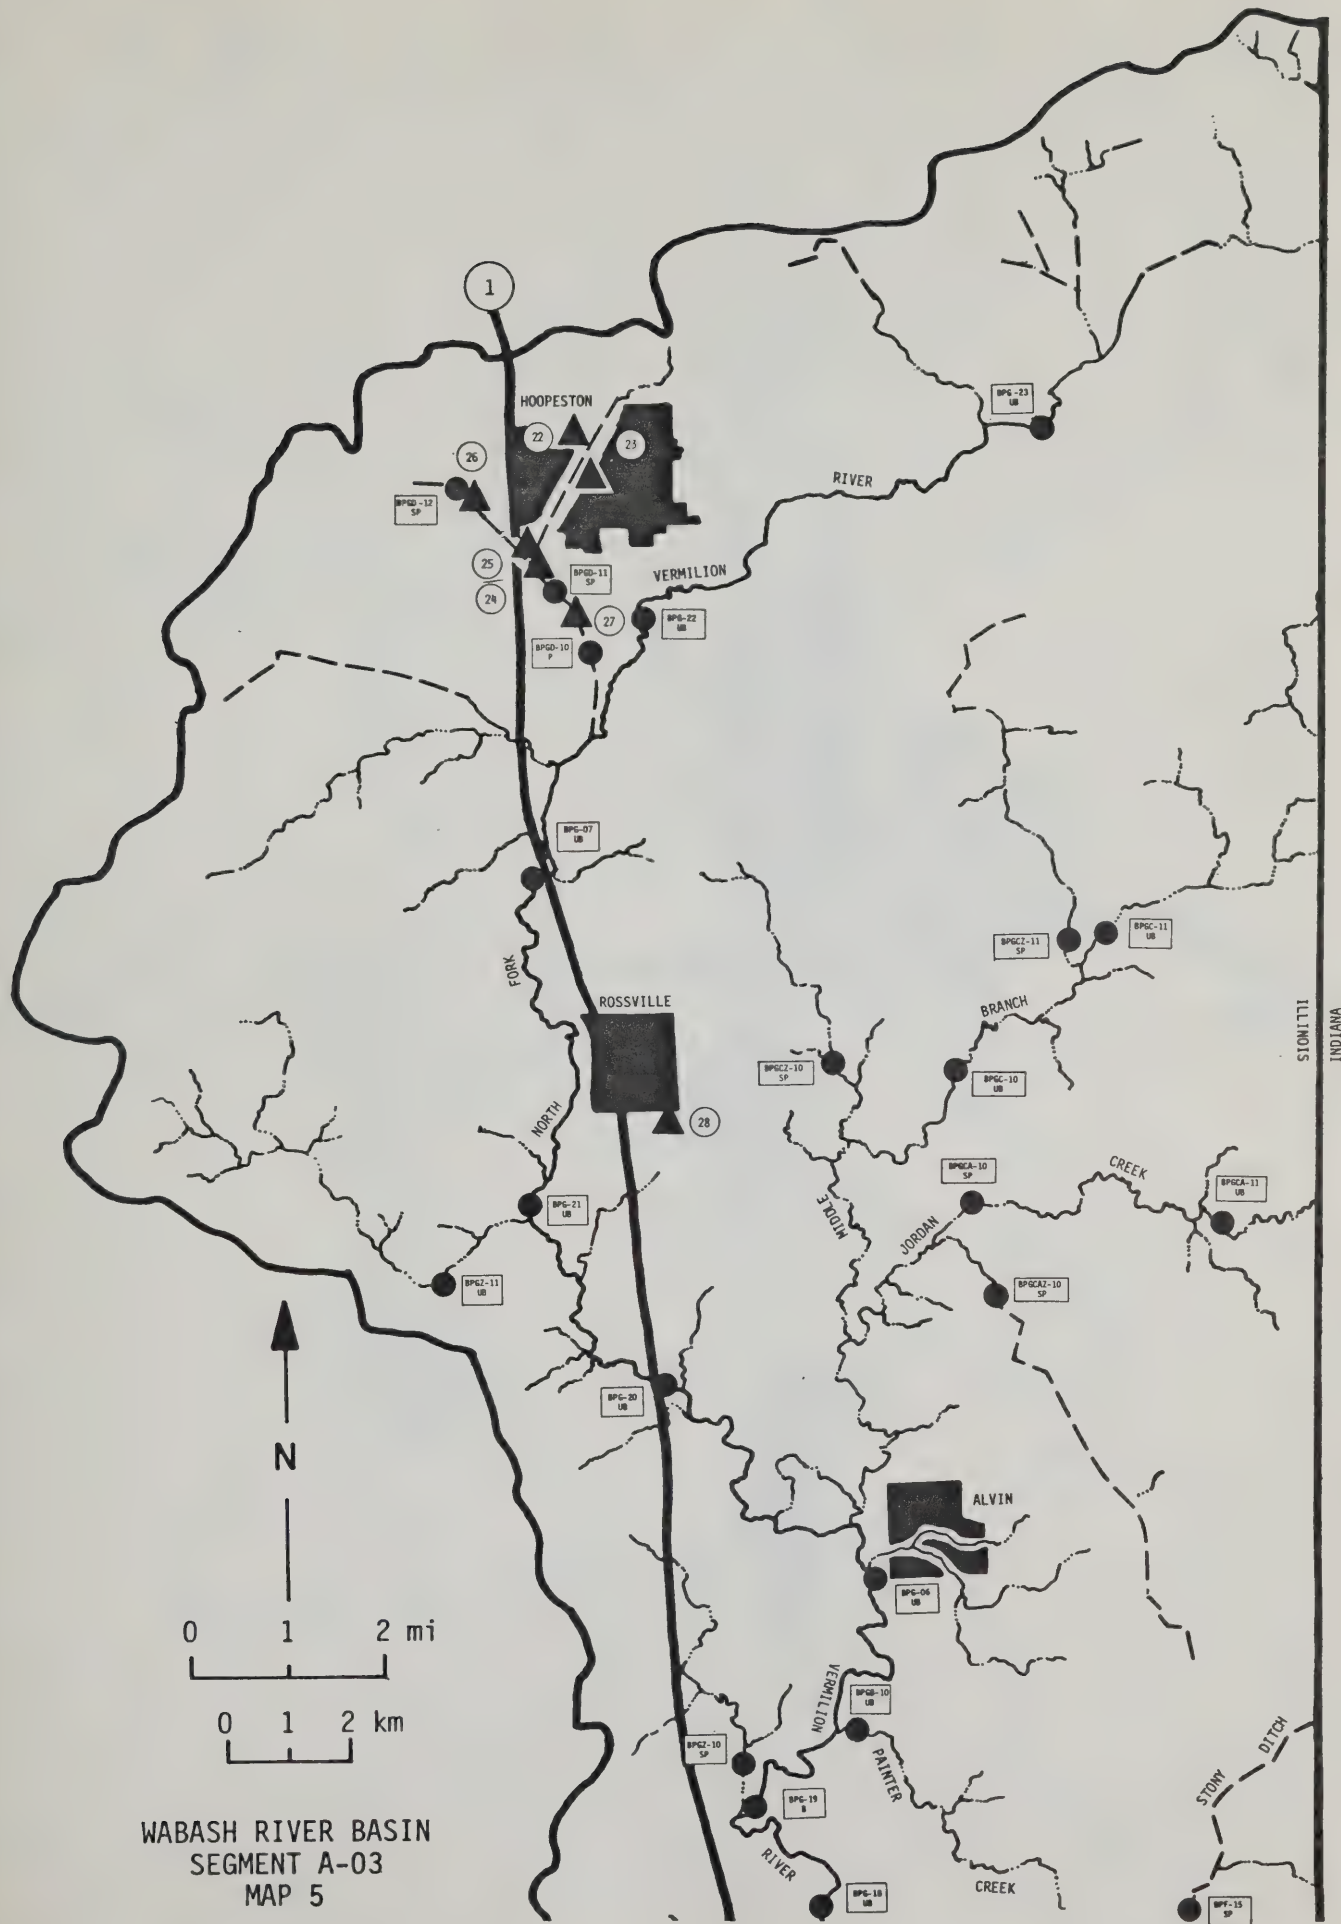 1
HOOPESTON
22
23
26
BPG-23
UB
RIVER
BPGD-12
SP
25
24
BPGD-11
SP
VERMILION
27
BPG-22
UB
BPGD-10
P
BPG-07
UB
BPGCZ-11
SP
BPGC-11
UB
FORK
ROSSVILLE
BRANCH
ILLINOIS
INDIANA
BPGCZ-10
SP
BPGC-10
UB
NORTH
28
BPGCA-10
SP
CREEK
BPGCA-11
UB
BPG-21
UB
MIDDLE
JORDAN
BPGZ-11
UB
BPGCAZ-10
SP
BPG-20
UB
N
ALVIN
BPG-06
UB
0 1 2 mi
VERMILION
BPGB-10
UB
0 1 2 km
BPGZ-10
SP
PAINTER
DITCH
STONY
BPG-19
B
WABASH RIVER BASIN
SEGMENT A-03
MAP 5
RIVER
CREEK
BPG-18
UB
BPF-15
SP